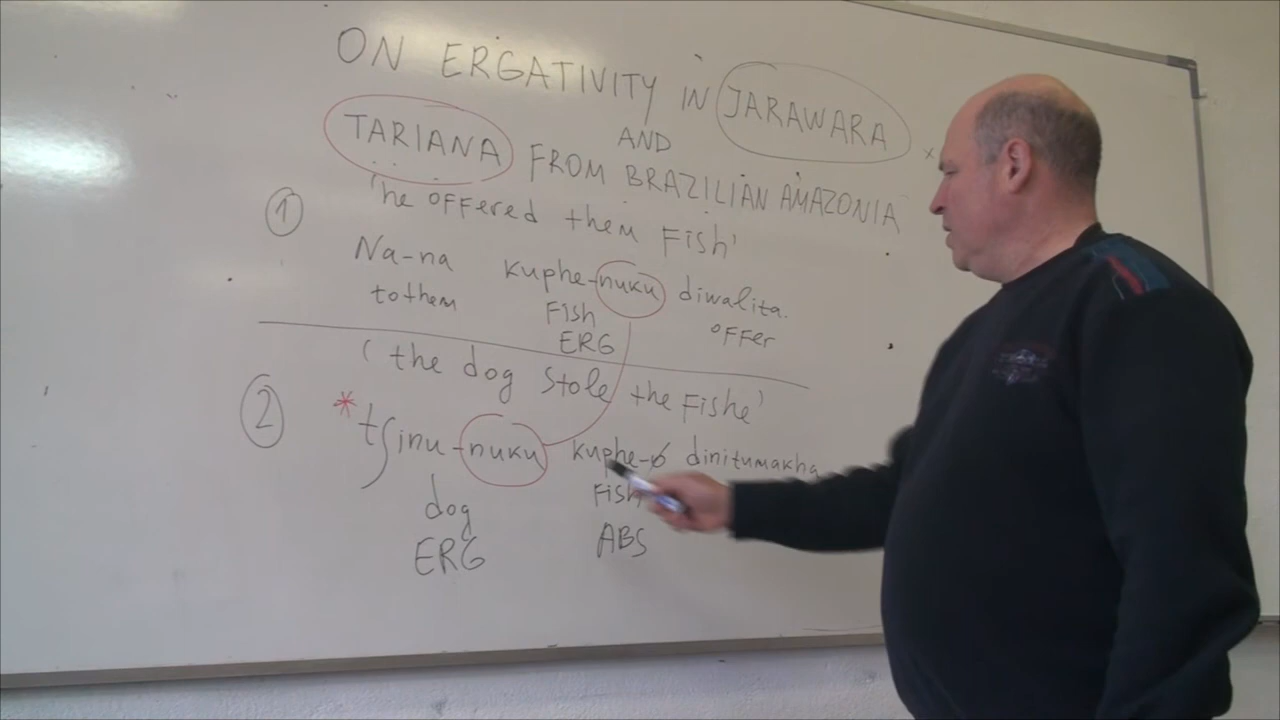 ON ERGATIVITY IN JARAWARA
AND
TARIANA FROM BRAZILIAN AMAZONIA
① 'he offered them Fish'
Na-na kuphe-nuku diwalita.
to them Fish offer
ERG
② 'the dog stole the Fishe'
* tʃinu-nuku kuphe-ø dinitumakha
dog Fish
ERG ABS